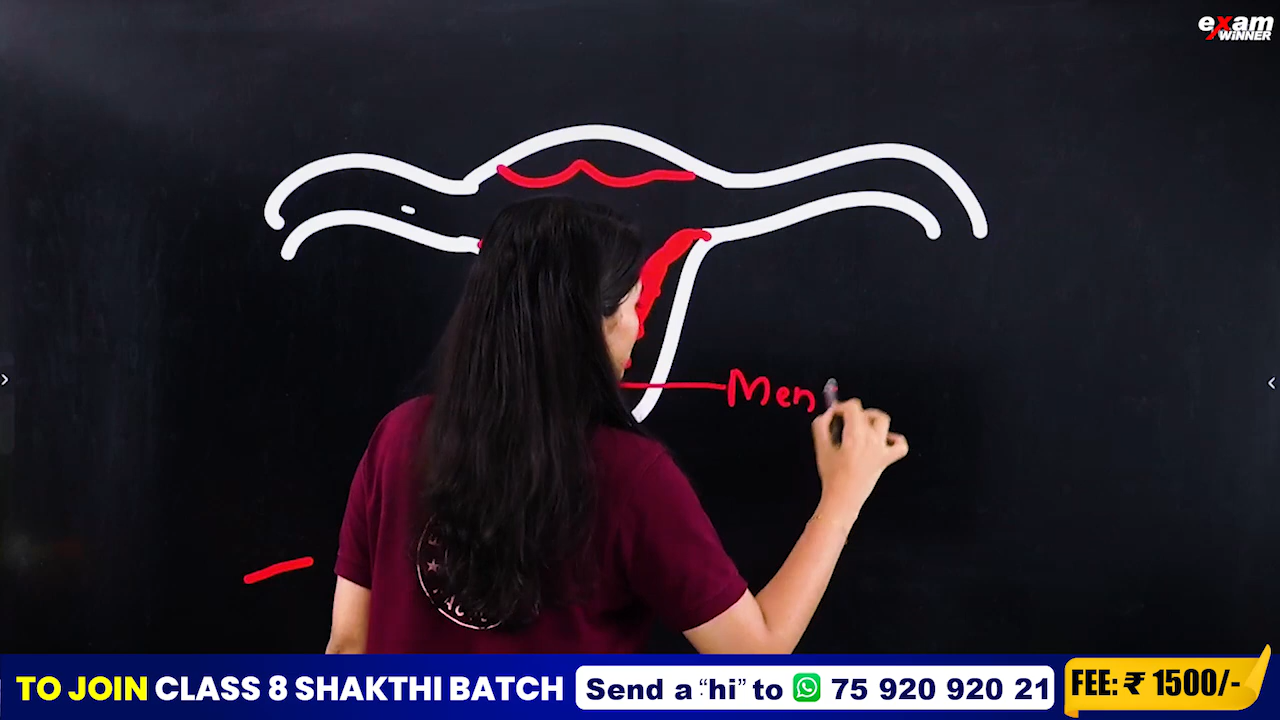 exam
WiNNER
Men
TO JOIN CLASS 8 SHAKTHI BATCH
Send a “hi” to 75 920 920 21
FEE: ₹ 1500/-